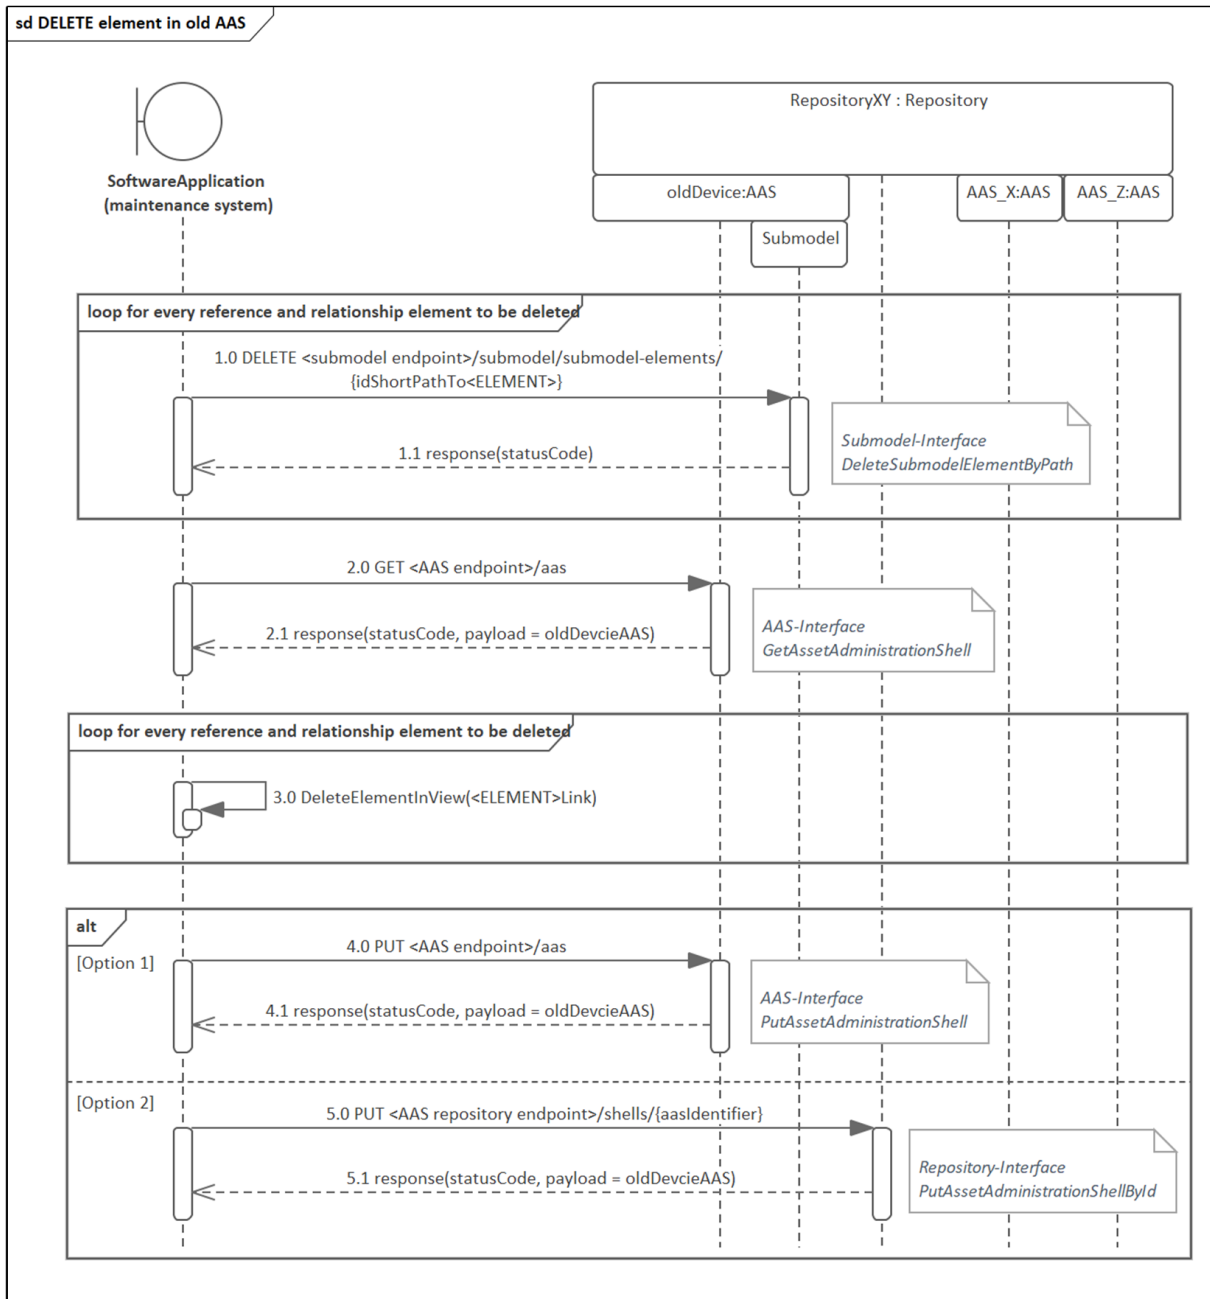 sd DELETE element in old AAS
RepositoryXY : Repository
SoftwareApplication
(maintenance system)
oldDevice:AAS
AAS_X:AAS
AAS_Z:AAS
Submodel
loop for every reference and relationship element to be deleted
1.0 DELETE <submodel endpoint>/submodel/submodel-elements/
{idShortPathTo<ELEMENT>}
Submodel-Interface
DeleteSubmodelElementByPath
1.1 response(statusCode)
2.0 GET <AAS endpoint>/aas
AAS-Interface
GetAssetAdministrationShell
2.1 response(statusCode, payload = oldDevcieAAS)
loop for every reference and relationship element to be deleted
3.0 DeleteElementInView(<ELEMENT>Link)
alt
[Option 1]
4.0 PUT <AAS endpoint>/aas
AAS-Interface
PutAssetAdministrationShell
4.1 response(statusCode, payload = oldDevcieAAS)
[Option 2]
5.0 PUT <AAS repository endpoint>/shells/{aasIdentifier}
Repository-Interface
PutAssetAdministrationShellById
5.1 response(statusCode, payload = oldDevcieAAS)